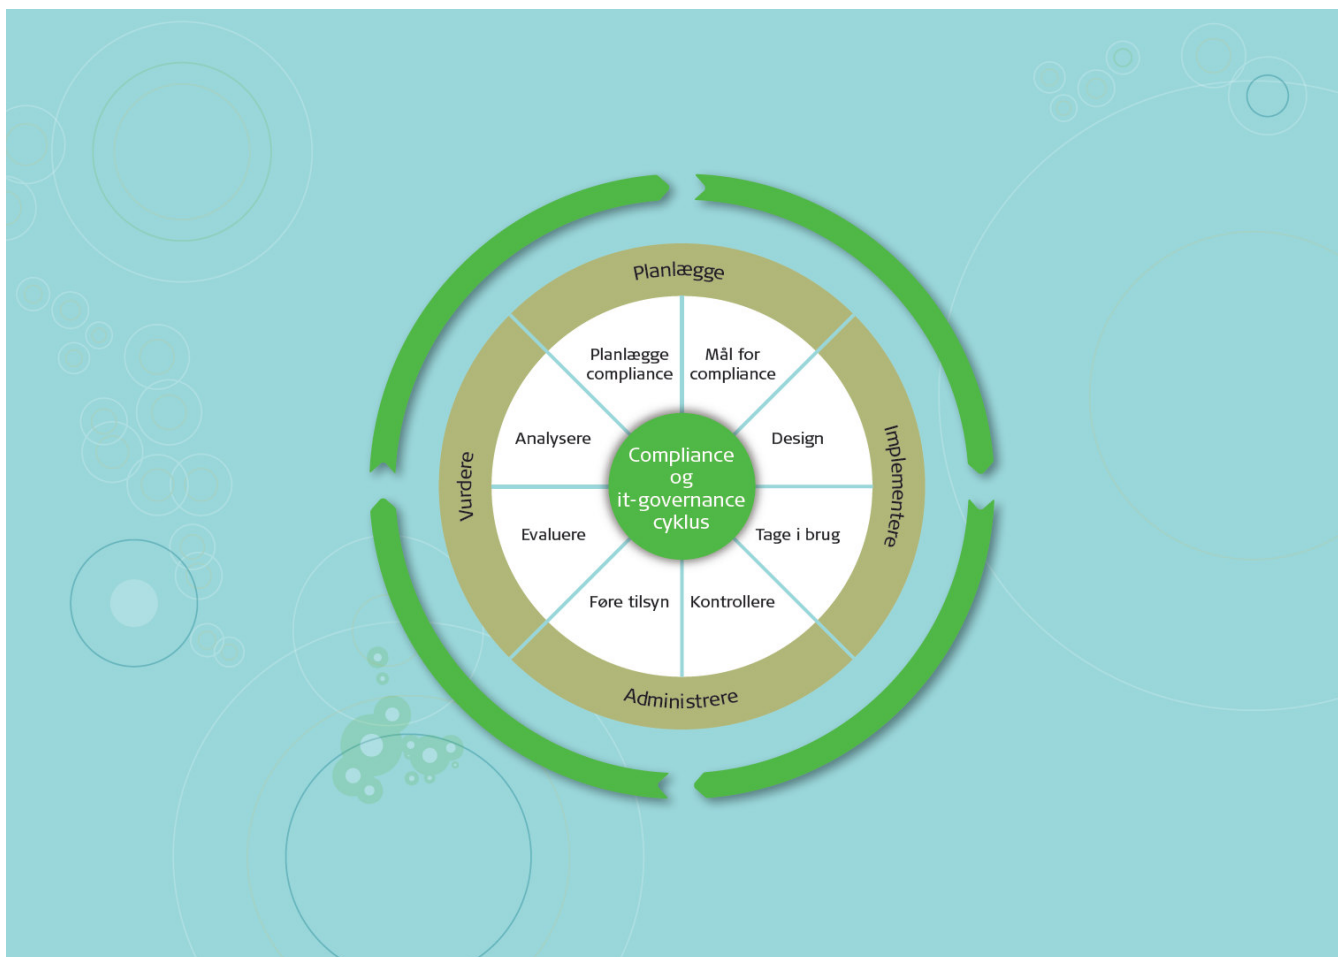 Planlægge
Planlægge
compliance
Mål for
compliance
Analysere
Design
Vurdere
Compliance
og
it-governance
cyklus
Implementere
Evaluere
Tage i brug
Føre tilsyn
Kontrollere
Administrere